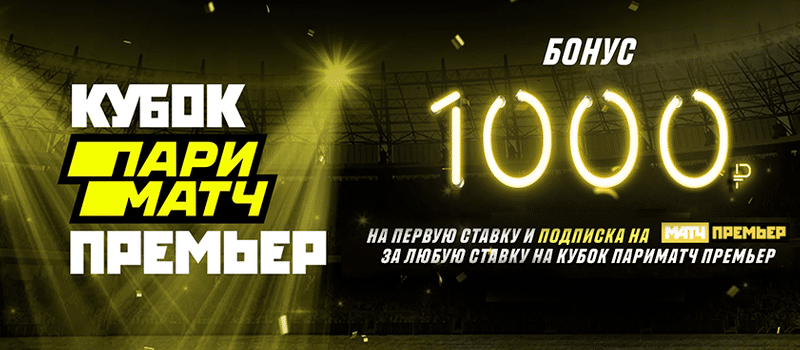 КУБОК
ПАРИ
МАТЧ
ПРЕМЬЕР
БОНУС
1000₽
НА ПЕРВУЮ СТАВКУ И ПОДПИСКА НА МАТЧ ПРЕМЬЕР
ЗА ЛЮБУЮ СТАВКУ НА КУБОК ПАРИМАТЧ ПРЕМЬЕР